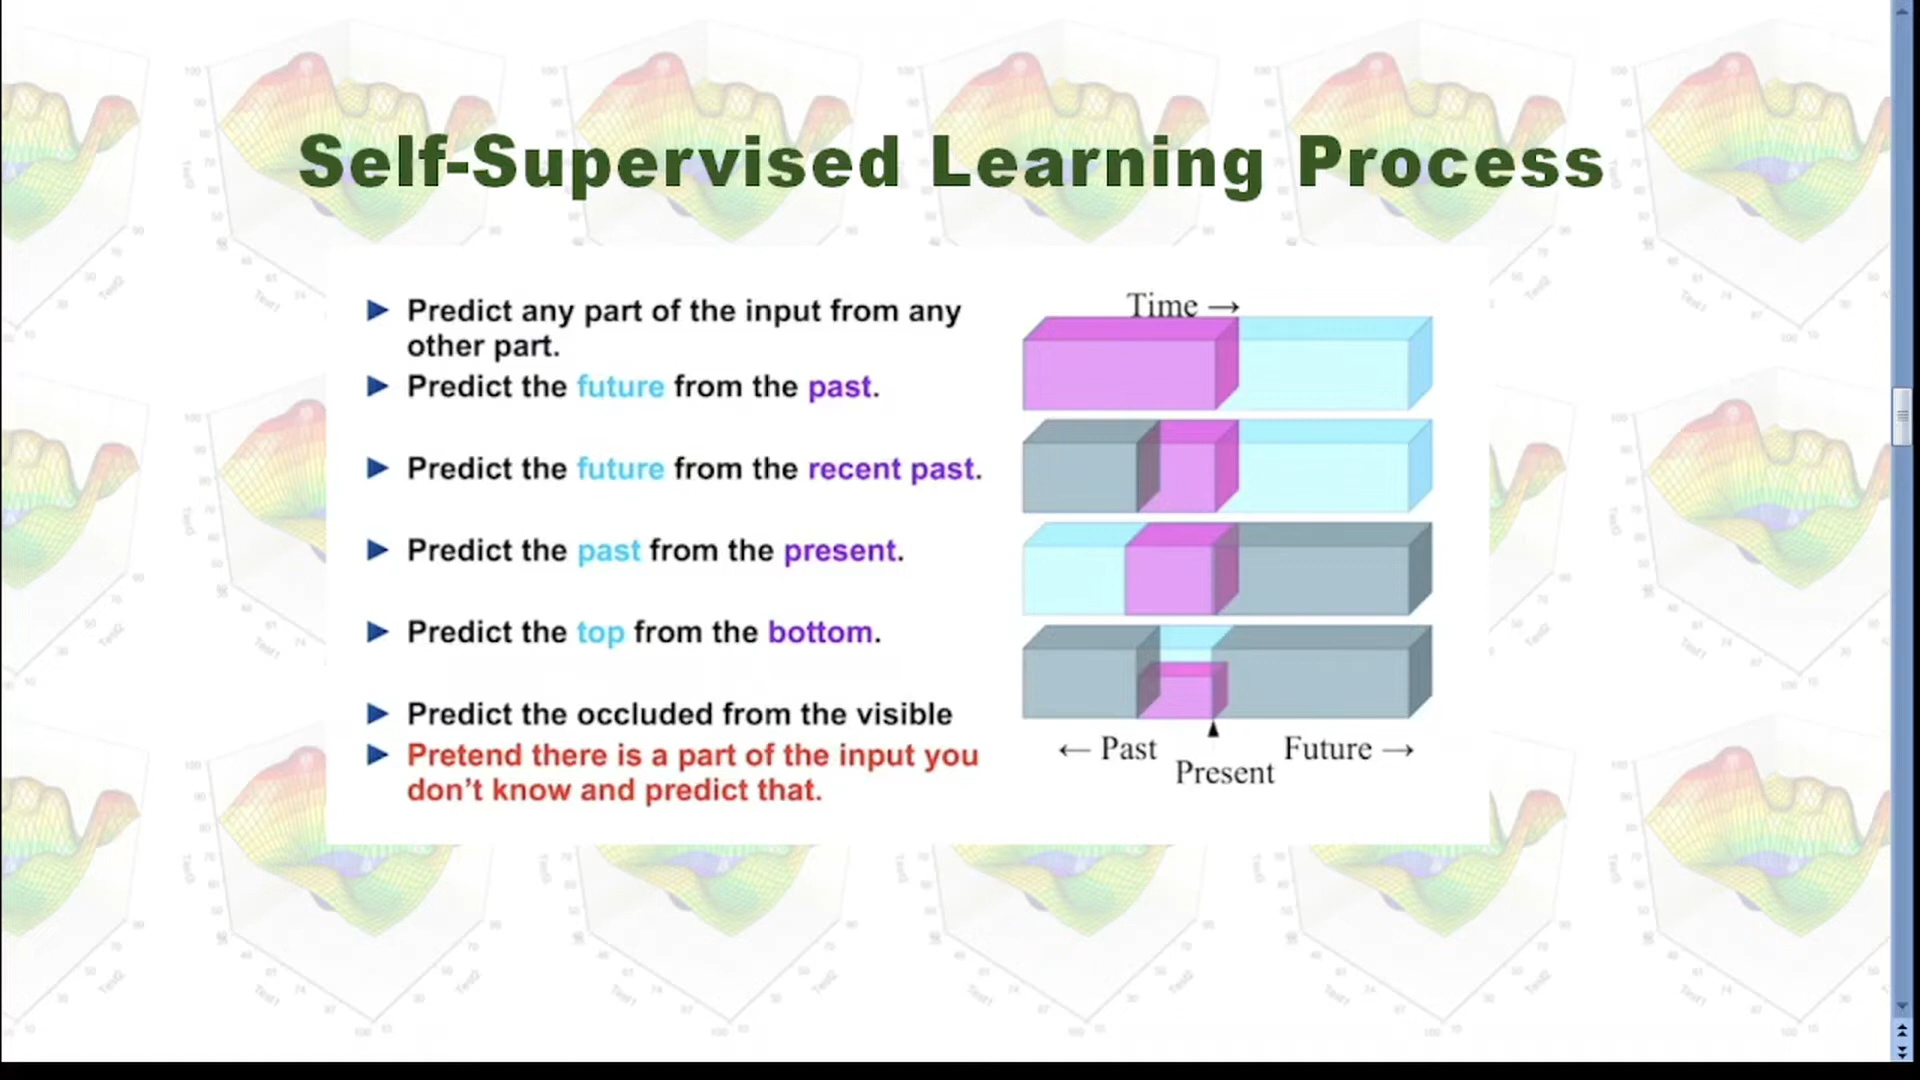 Self-Supervised Learning Process
► Predict any part of the input from any
other part.
► Predict the future from the past.
► Predict the future from the recent past.
► Predict the past from the present.
► Predict the top from the bottom.
► Predict the occluded from the visible
► Pretend there is a part of the input you
don't know and predict that.
Time →
← Past
Present
Future →